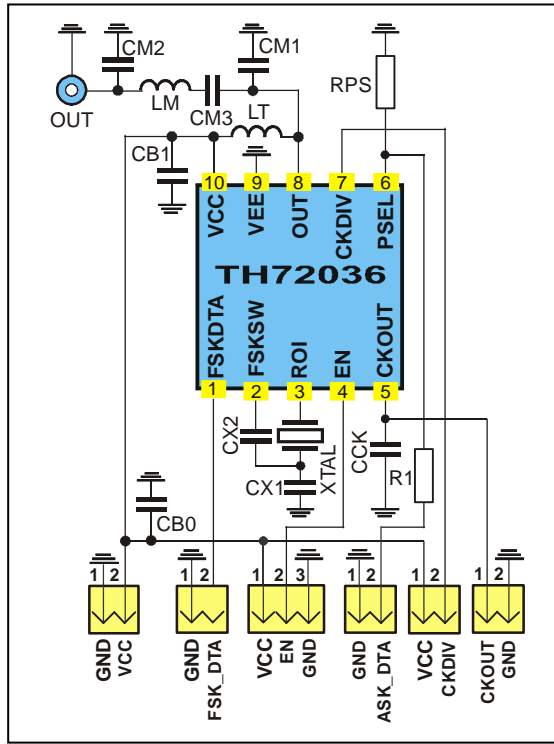 CM2
CM1
RPS
LM
CM3
LT
OUT
CB1
10 9 8 7 6
VCC VEE OUT CKDIV PSEL
TH72036
FSKDTA FSKSW ROI EN CKOUT
1 2 3 4 5
CX2
XTAL
CCK
R1
CX1
CB0
1 2 1 2 1 2 3 1 2 1 2 1 2
GND VCC GND FSK_DTA VCC EN GND GND ASK_DTA VCC CKDIV CKOUT GND